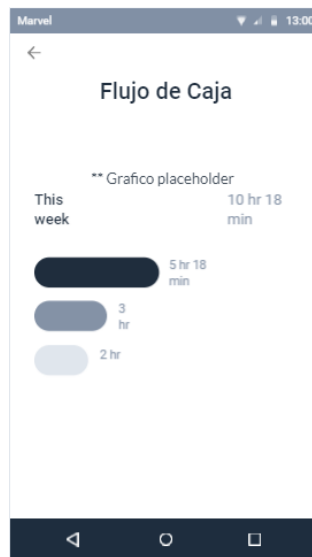 Marvel 13:00
Flujo de Caja
** Grafico placeholder
This
week
10 hr 18
min
5 hr 18
min
3
hr
2 hr